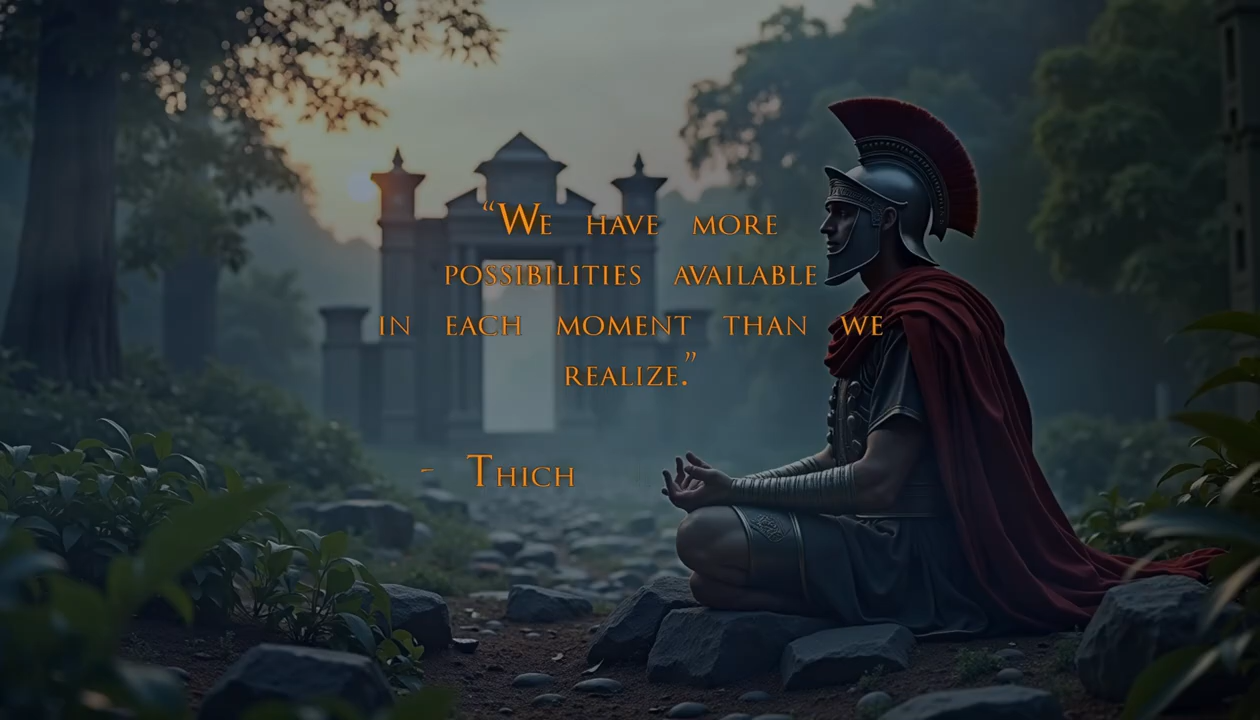 “We have more
possibilities available
in each moment than we
realize.”
- Thich